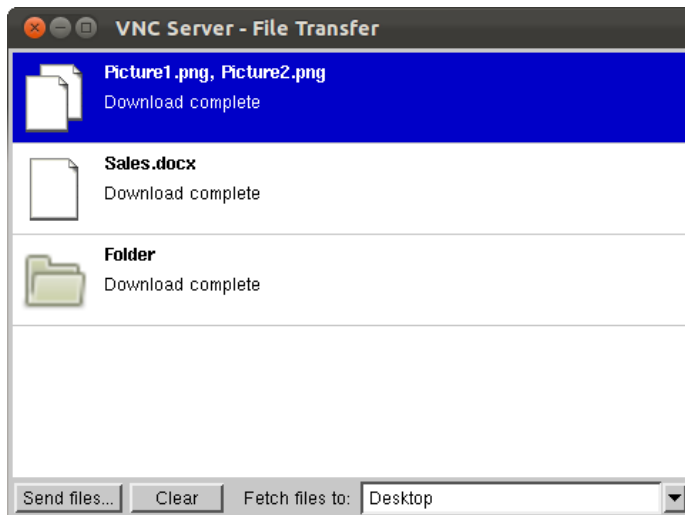 VNC Server - File Transfer
Picture1.png, Picture2.png
Download complete
Sales.docx
Download complete
Folder
Download complete
Send files... Clear Fetch files to: Desktop